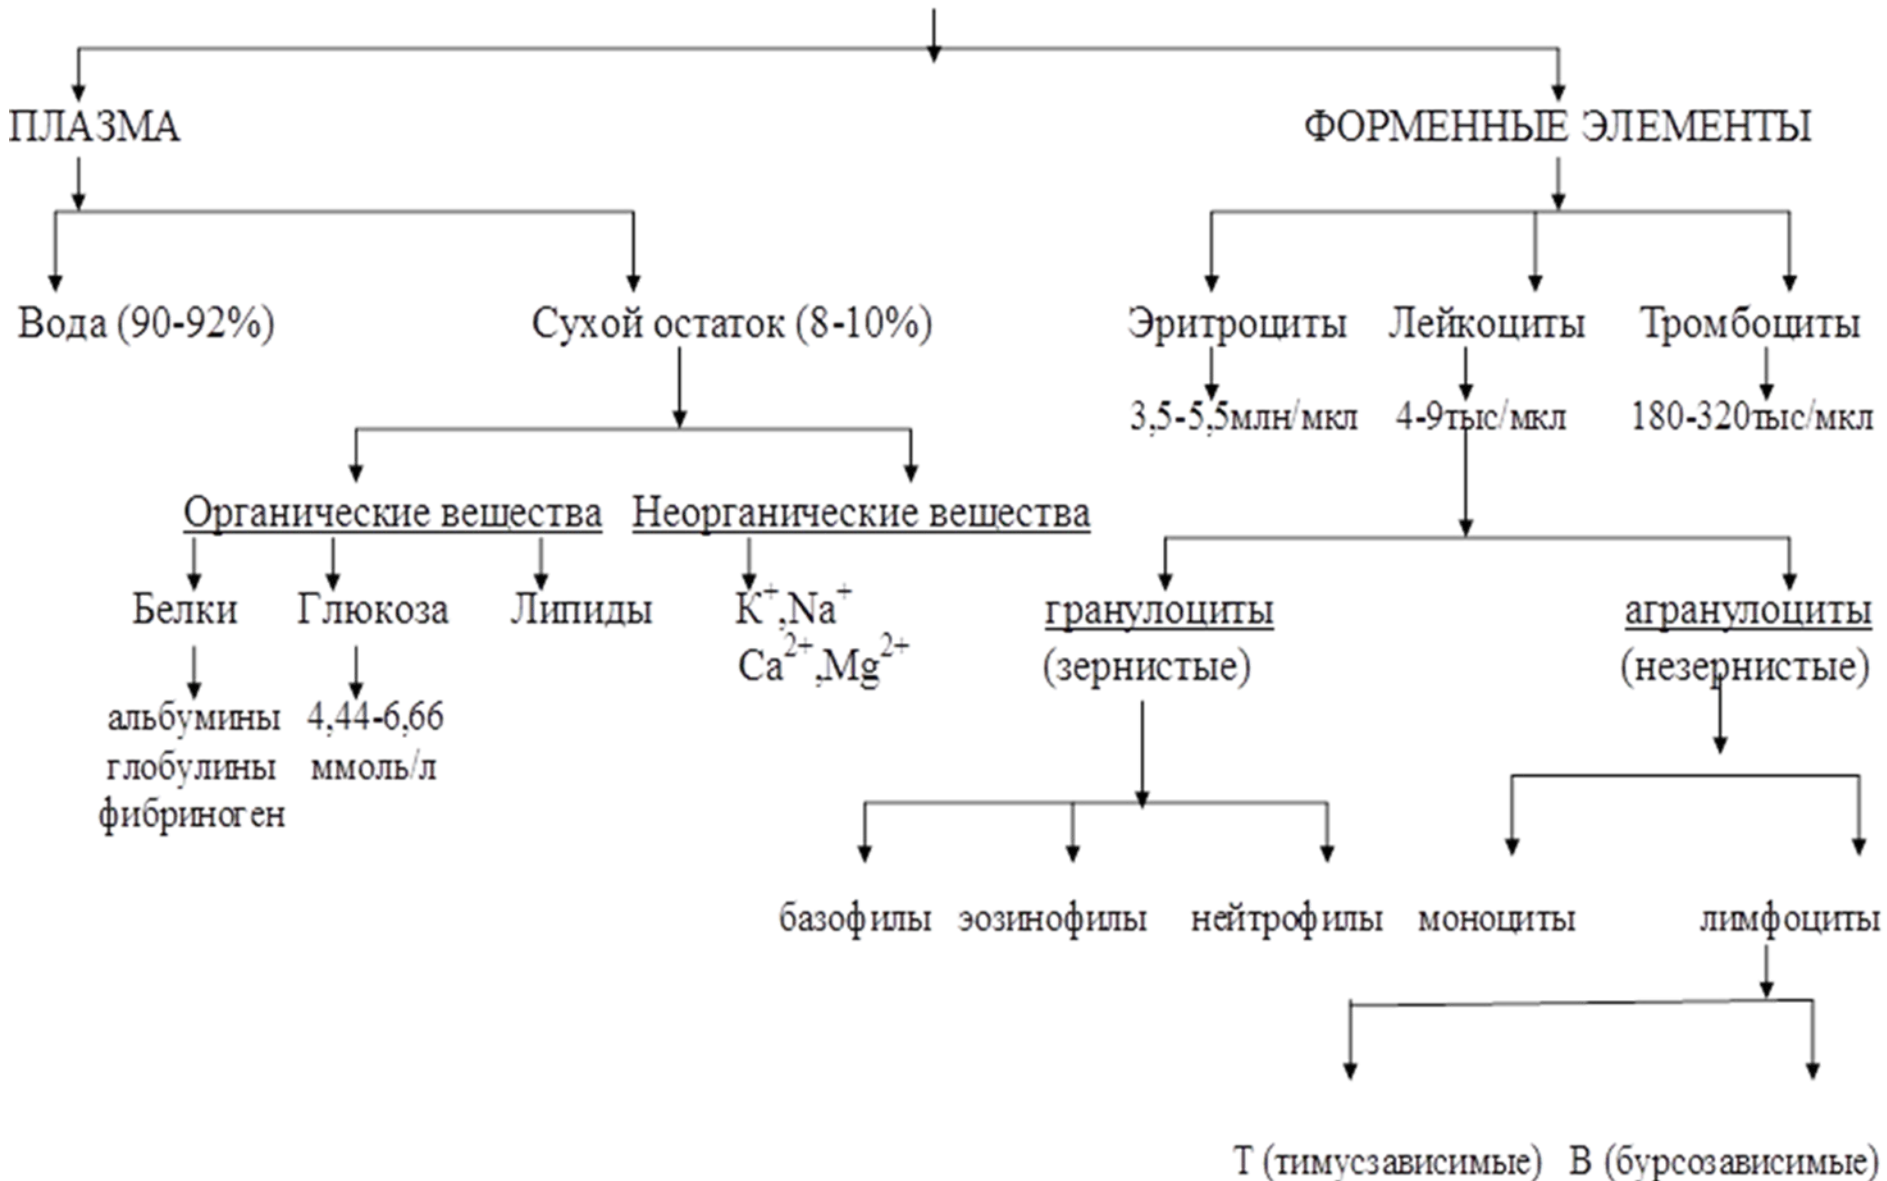 ПЛАЗМА ФОРМЕННЫЕ ЭЛЕМЕНТЫ
Вода (90-92%) Сухой остаток (8-10%) Эритроциты Лейкоциты Тромбоциты
3,5-5,5млн/мкл 4-9тыс/мкл 180-320тыс/мкл
Органические вещества Неорганические вещества
Белки Глюкоза Липиды K⁺,Na⁺ гранулоциты агранулоциты
Ca²⁺,Mg²⁺ (зернистые) (незернистые)
альбумины 4,44-6,66
глобулины ммоль/л
фибриноген
базофилы эозинофилы нейтрофилы моноциты лимфоциты
Т (тимусзависимые) В (бурсозависимые)